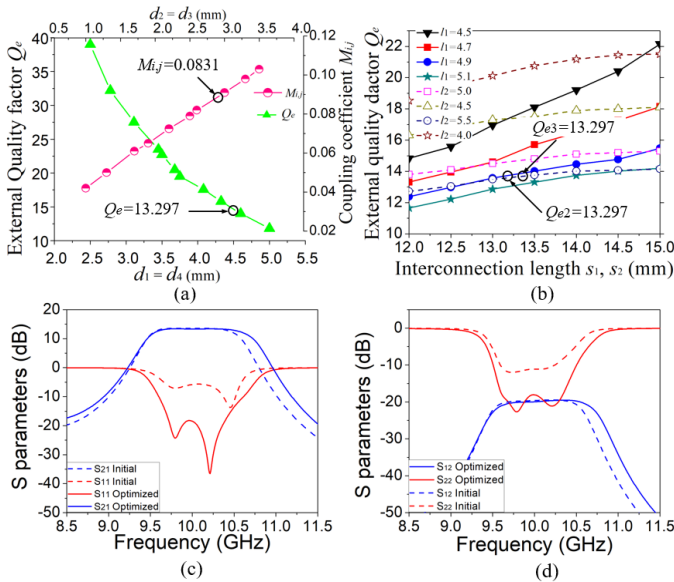 d2 = d3 (mm)
0.5 1.0 1.5 2.0 2.5 3.0 3.5
External Quality factor Qe
40
35
30
25
20
15
10
Mi,j=0.0831
Mi,j
Qe
Qe=13.297
0.12
0.10
0.08
0.06
0.04
0.02
Coupling coefficient Mi,j
2.0 2.5 3.0 3.5 4.0 4.5 5.0 5.5
d1 = d4 (mm)
(a)
External quality dactor Qe
22
20
18
16
14
12
10
l1=4.5
l1=4.7
l1=4.9
l1=5.1
l2=5.0
l2=4.5
l2=5.5
l2=4.0
Qe3=13.297
Qe2=13.297
12.0 12.5 13.0 13.5 14.0 14.5 15.0
Interconnection length s1, s2 (mm)
(b)
S parameters (dB)
20
10
0
-10
-20
-30
-40
-50
S21 Initial
S11 Initial
S11 Optimized
S21 Optimized
8.5 9.0 9.5 10.0 10.5 11.0 11.5
Frequency (GHz)
(c)
S parameters (dB)
0
-10
-20
-30
-40
-50
S12 Optimized
S22 Optimized
S12 Initial
S22 Initial
8.5 9.0 9.5 10.0 10.5 11.0 11.5
Frequency (GHz)
(d)